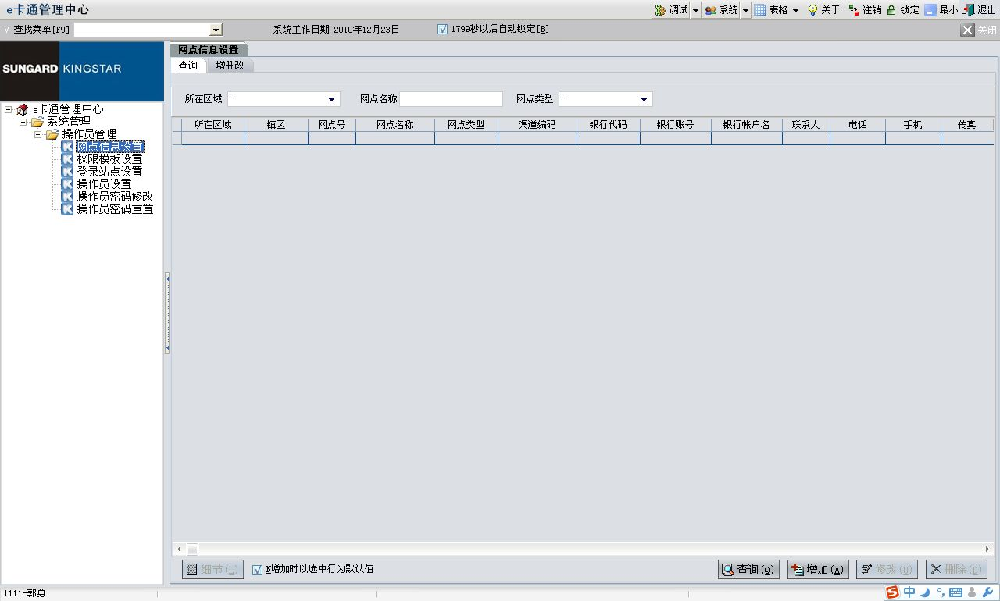 e卡通管理中心 调试 系统 表格 关于 注销 锁定 最小 退出
查找菜单[F9] 系统工作日期 2010年12月23日 1799秒以后自动锁定[B] 关闭
SUNGARD KINGSTAR
e卡通管理中心
系统管理
操作员管理
网点信息设置
权限模板设置
登录站点设置
操作员设置
操作员密码修改
操作员密码重置
网点信息设置
查询 增册改
所在区域 - 网点名称 网点类型 -
所在区域 镇区 网点号 网点名称 网点类型 渠道编码 银行代码 银行账号 银行帐户名 联系人 电话 手机 传真
细节(L) N增加时以选中行为默认值 查询(Q) 增加(A) 修改(U) 删除(D)
1111-郭勇 中